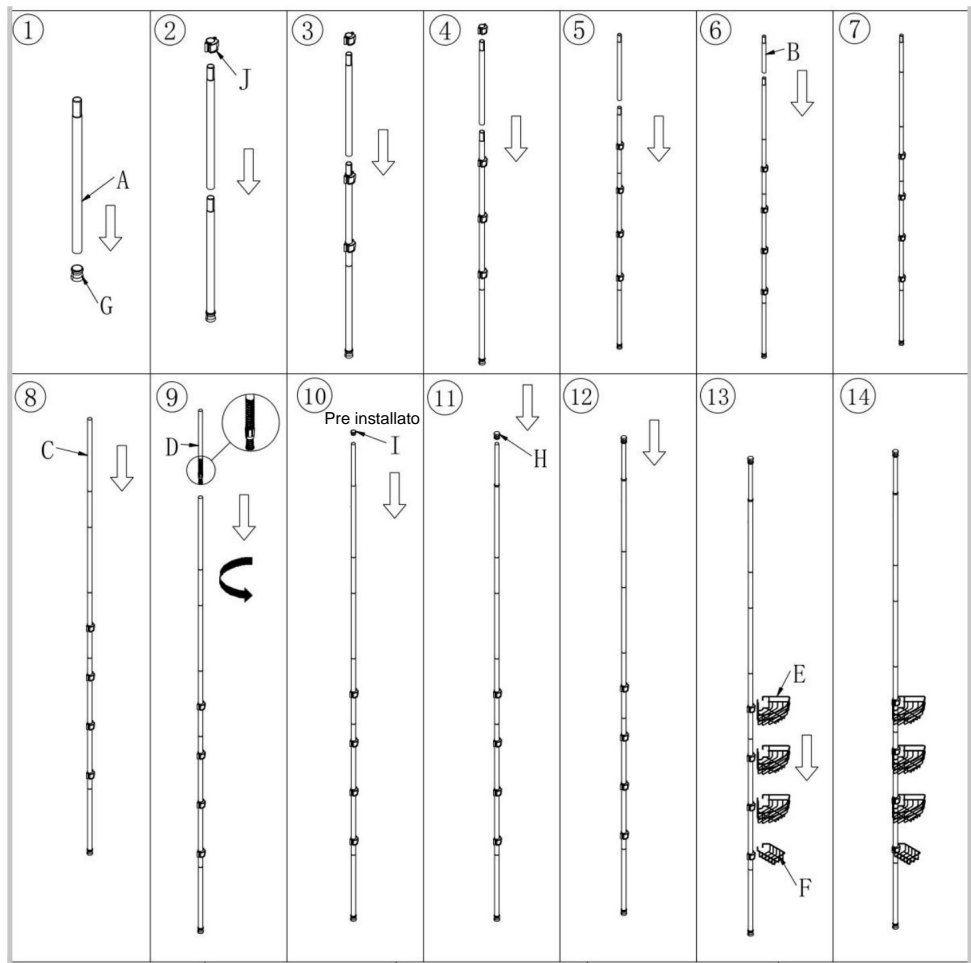 ① ② ③ ④ ⑤ ⑥ ⑦
J
B
A
G
⑧ ⑨ ⑩ ⑪ ⑫ ⑬ ⑭
Pre installato
C
D
I
H
E
F